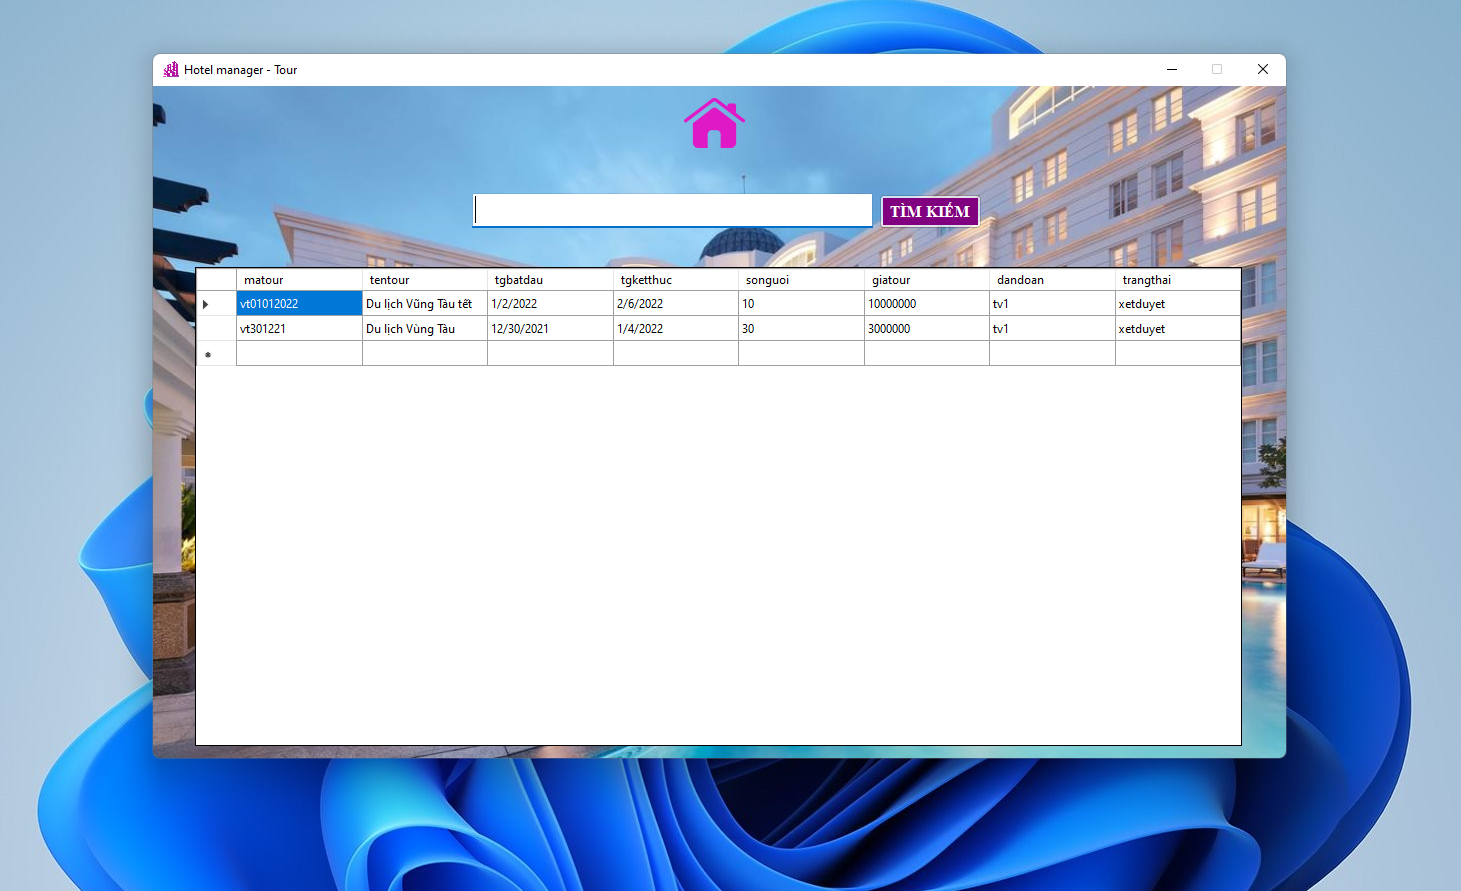 Hotel manager - Tour
TÌM KIẾM
matour tentour tgbatdau tgketthuc songuoi giatour dandoan trangthai
vt01012022 Du lịch Vũng Tàu tết 1/2/2022 2/6/2022 10 10000000 tv1 xetduyet
vt301221 Du lịch Vùng Tàu 12/30/2021 1/4/2022 30 3000000 tv1 xetduyet